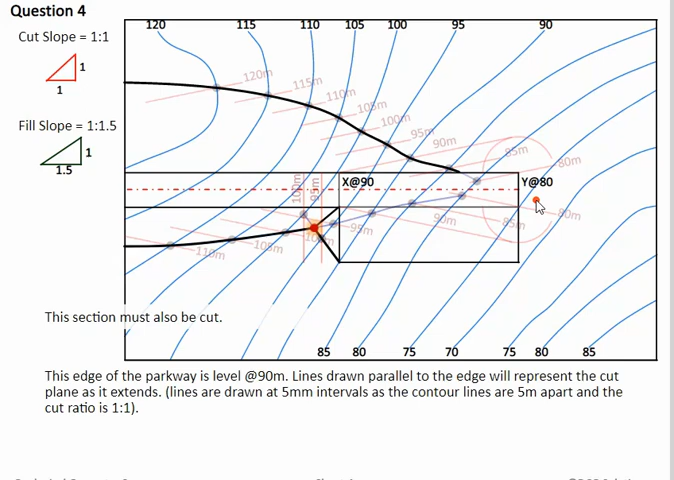 Question 4
120 115 110 105 100 95 90
Cut Slope = 1:1
1
1
Fill Slope = 1:1.5
1
1.5
120m
115m
110m
105m
100m
95m
90m
85m
80m
100m
95m
X@90
Y@80
80m
85m
90m
95m
100m
105m
110m
This section must also be cut.
85 80 75 70 75 80 85
This edge of the parkway is level @90m. Lines drawn parallel to the edge will represent the cut
plane as it extends. (lines are drawn at 5mm intervals as the contour lines are 5m apart and the
cut ratio is 1:1).